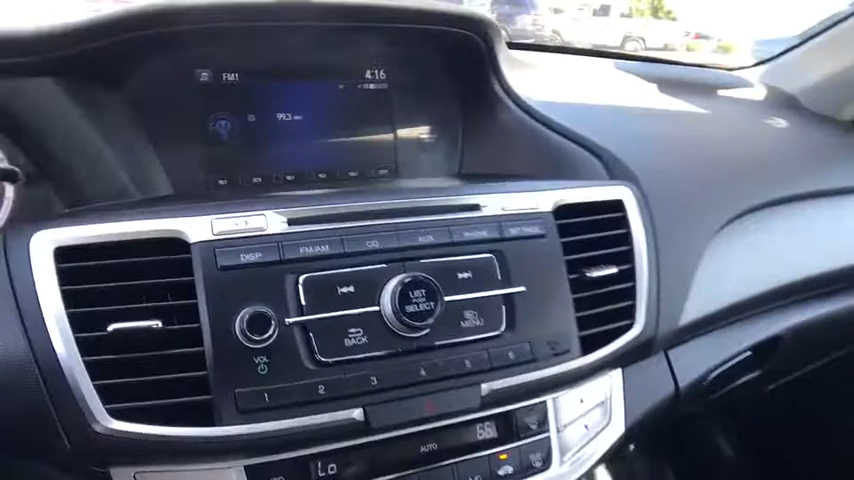 FM1
4:16
99.3
DISP
FM/AM
CD
AUX
PHONE
SETTINGS
LIST
PUSH
SELECT
BACK
MENU
VOL
1 2 3 4 5 6
AUTO
Lo